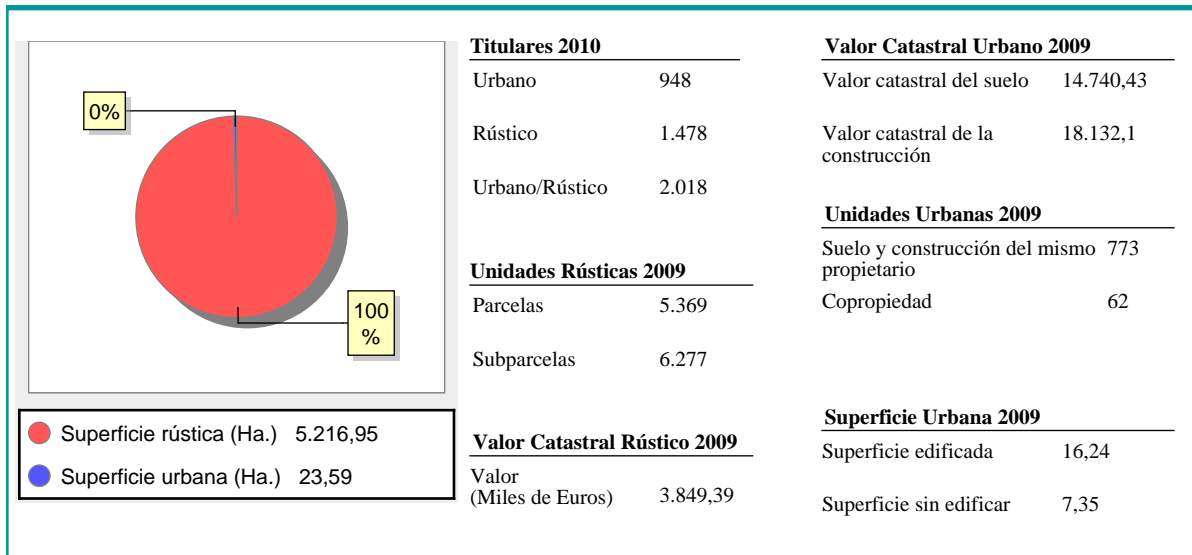 0%
100
%
Superficie rústica (Ha.) 5.216,95
Superficie urbana (Ha.) 23,59
Titulares 2010
Urbano 948
Rústico 1.478
Urbano/Rústico 2.018
Unidades Rústicas 2009
Parcelas 5.369
Subparcelas 6.277
Valor Catastral Rústico 2009
Valor
(Miles de Euros) 3.849,39
Valor Catastral Urbano 2009
Valor catastral del suelo 14.740,43
Valor catastral de la 18.132,1
construcción
Unidades Urbanas 2009
Suelo y construcción del mismo 773
propietario
Copropiedad 62
Superficie Urbana 2009
Superficie edificada 16,24
Superficie sin edificar 7,35